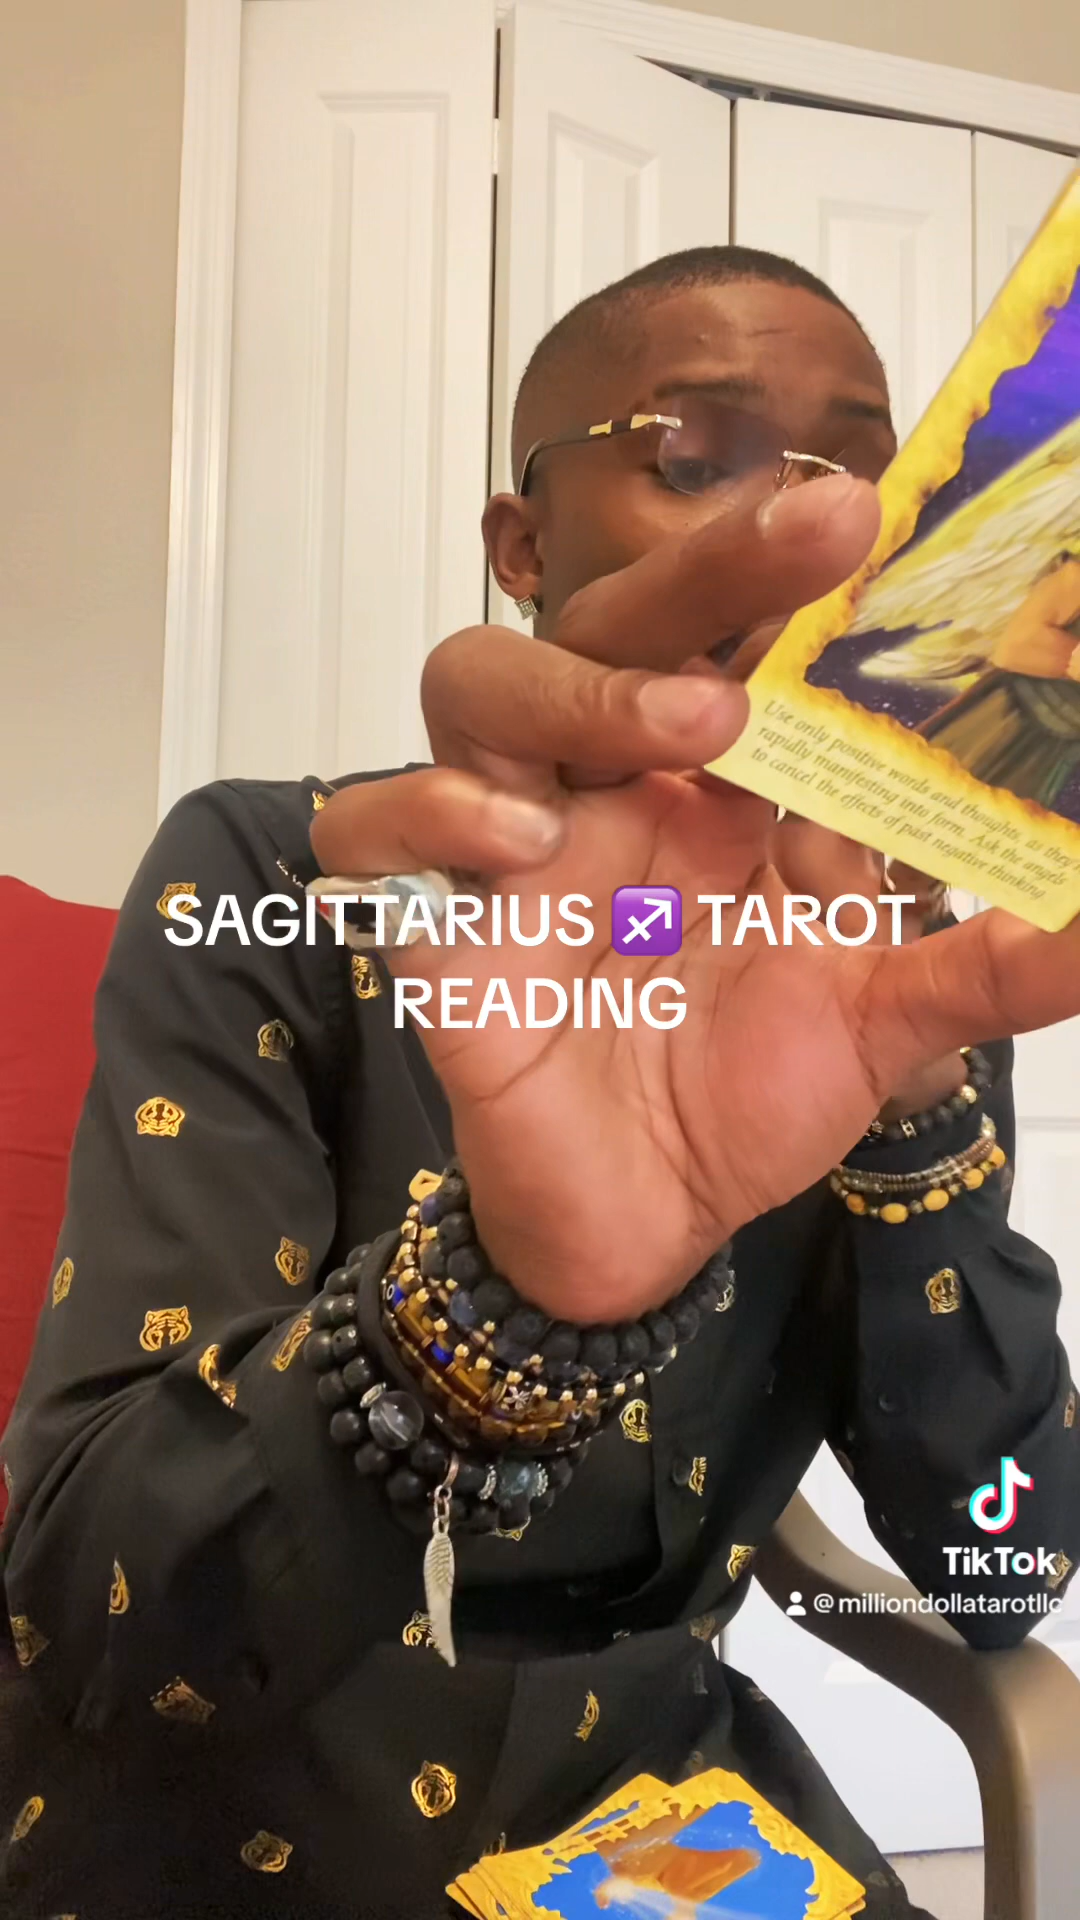 Use only positive words and thoughts, as they're
rapidly manifesting into form. Ask the angels
to cancel the effects of past negative thinking.
SAGITTARIUS ♐ TAROT
READING
TikTok
@milliondollatarotllc